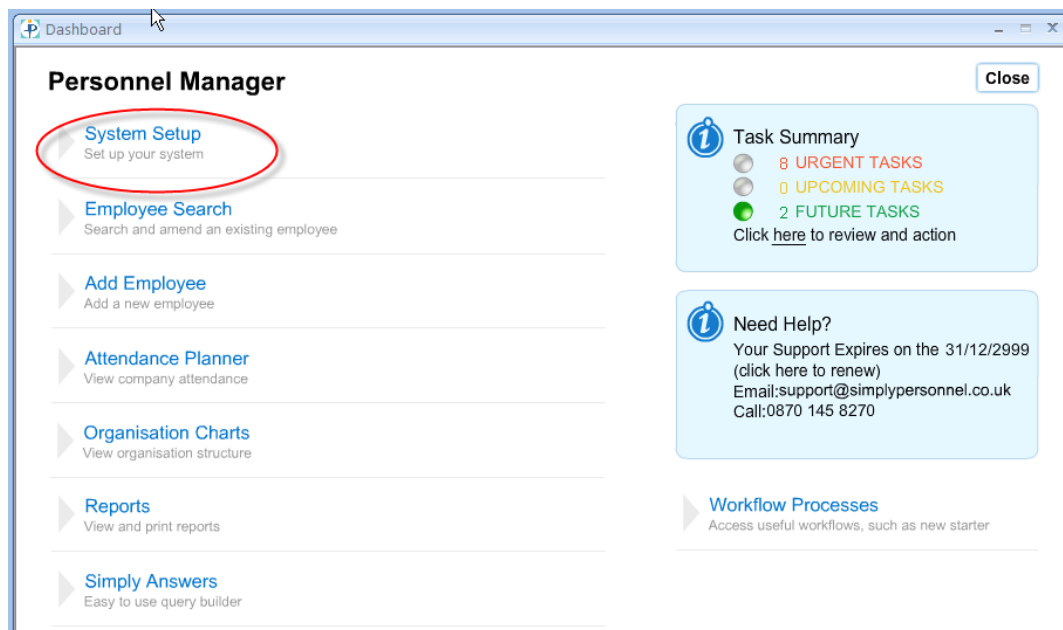 Dashboard
Personnel Manager
Close
System Setup
Set up your system
Employee Search
Search and amend an existing employee
Add Employee
Add a new employee
Attendance Planner
View company attendance
Organisation Charts
View organisation structure
Reports
View and print reports
Simply Answers
Easy to use query builder
Task Summary
8 URGENT TASKS
0 UPCOMING TASKS
2 FUTURE TASKS
Click here to review and action
Need Help?
Your Support Expires on the 31/12/2999
(click here to renew)
Email:support@simplypersonnel.co.uk
Call:0870 145 8270
Workflow Processes
Access useful workflows, such as new starter